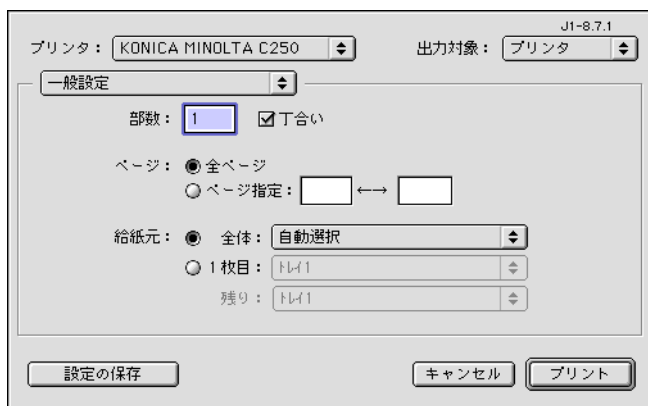 J1-8.7.1
プリンタ： KONICA MINOLTA C250 出力対象： プリンタ
一般設定
部数： 1 丁合い
ページ： 全ページ
ページ指定： ←→
給紙元： 全体： 自動選択
1枚目： トレイ1
残り： トレイ1
設定の保存 キャンセル プリント